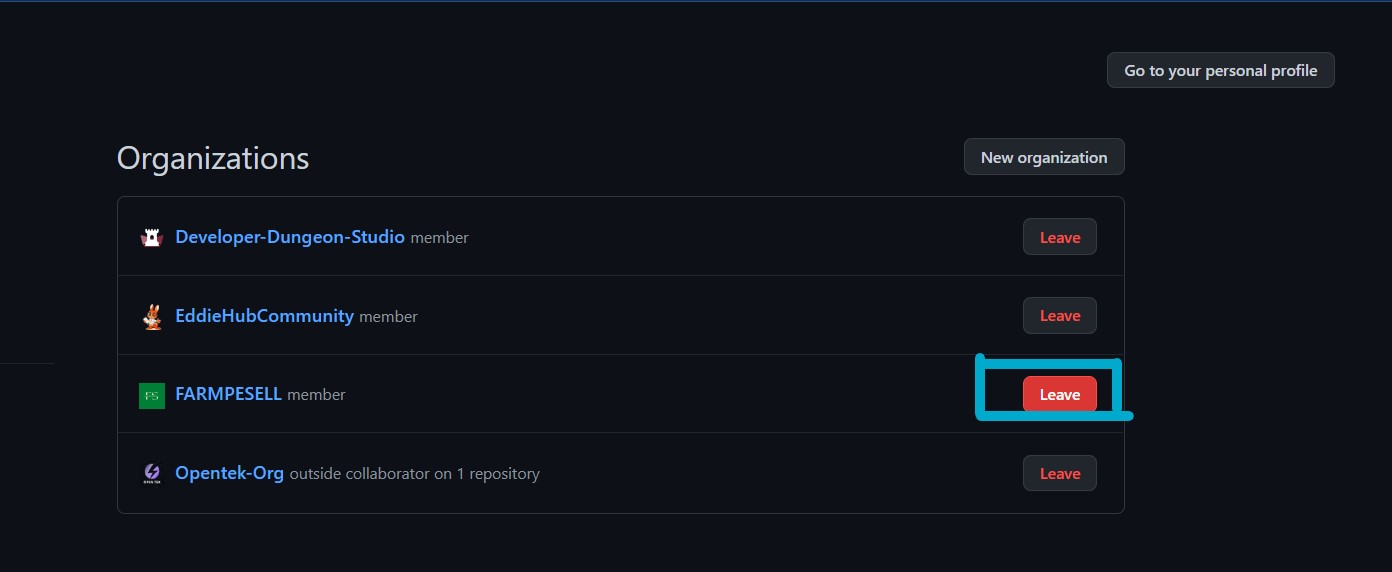 Go to your personal profile
Organizations
New organization
Developer-Dungeon-Studio member
Leave
EddieHubCommunity member
Leave
FS
FARMPESELL member
Leave
Opentek-Org outside collaborator on 1 repository
Leave